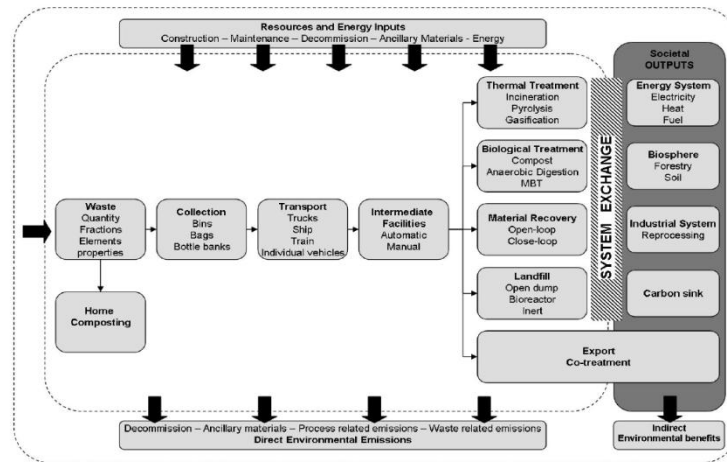 Resources and Energy Inputs
Construction – Maintenance – Decommission – Ancillary Materials - Energy
Societal
OUTPUTS
Thermal Treatment
Incineration
Pyrolysis
Gasification
Energy System
Electricity
Heat
Fuel
Biological Treatment
Compost
Anaerobic Digestion
MBT
Biosphere
Forestry
Soil
SYSTEM EXCHANGE
Waste
Quantity
Fractions
Elements
properties
Collection
Bins
Bags
Bottle banks
Transport
Trucks
Ship
Train
Individual vehicles
Intermediate
Facilities
Automatic
Manual
Material Recovery
Open-loop
Close-loop
Industrial System
Reprocessing
Home
Composting
Landfill
Open dump
Bioreactor
Inert
Carbon sink
Export
Co-treatment
Decommission – Ancillary materials – Process related emissions – Waste related emissions
Direct Environmental Emissions
Indirect
Environmental benefits